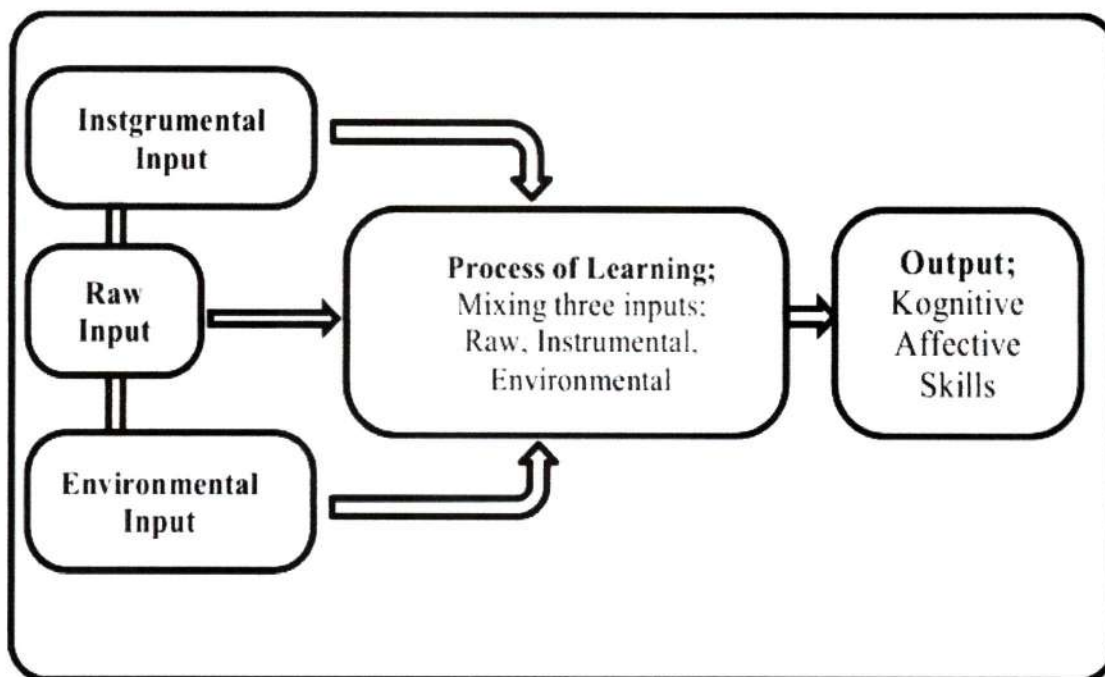 Instgrumental
Input
Raw
Input
Environmental
Input
Process of Learning;
Mixing three inputs:
Raw, Instrumental,
Environmental
Output;
Kognitive
Affective
Skills